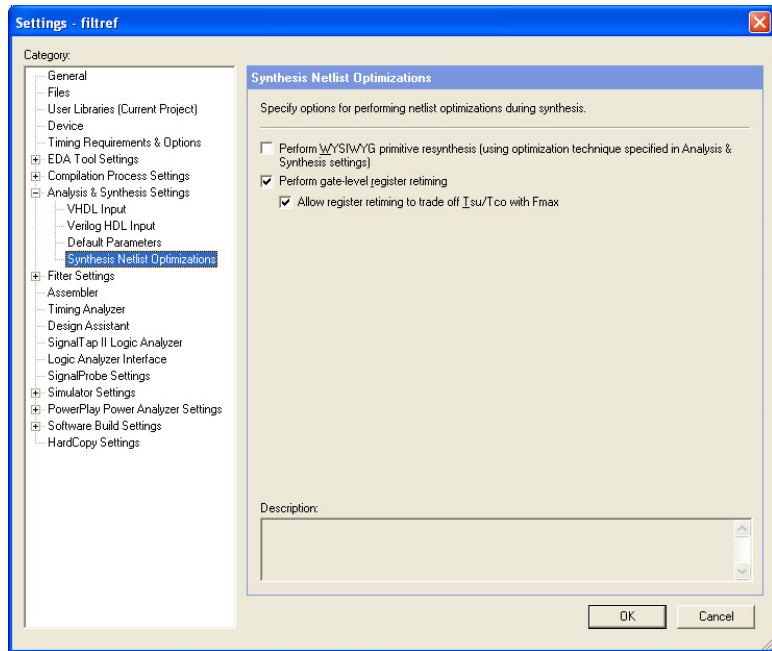 Settings - filtref
Category:
General
Files
User Libraries (Current Project)
Device
Timing Requirements & Options
EDA Tool Settings
Compilation Process Settings
Analysis & Synthesis Settings
VHDL Input
Verilog HDL Input
Default Parameters
Synthesis Netlist Optimizations
Fitter Settings
Assembler
Timing Analyzer
Design Assistant
SignalTap II Logic Analyzer
Logic Analyzer Interface
SignalProbe Settings
Simulator Settings
PowerPlay Power Analyzer Settings
Software Build Settings
HardCopy Settings
Synthesis Netlist Optimizations
Specify options for performing netlist optimizations during synthesis.
Perform WYSIWYG primitive resynthesis (using optimization technique specified in Analysis &
Synthesis settings)
Perform gate-level register retiming
Allow register retiming to trade off Tsu/Tco with Fmax
Description:
OK
Cancel